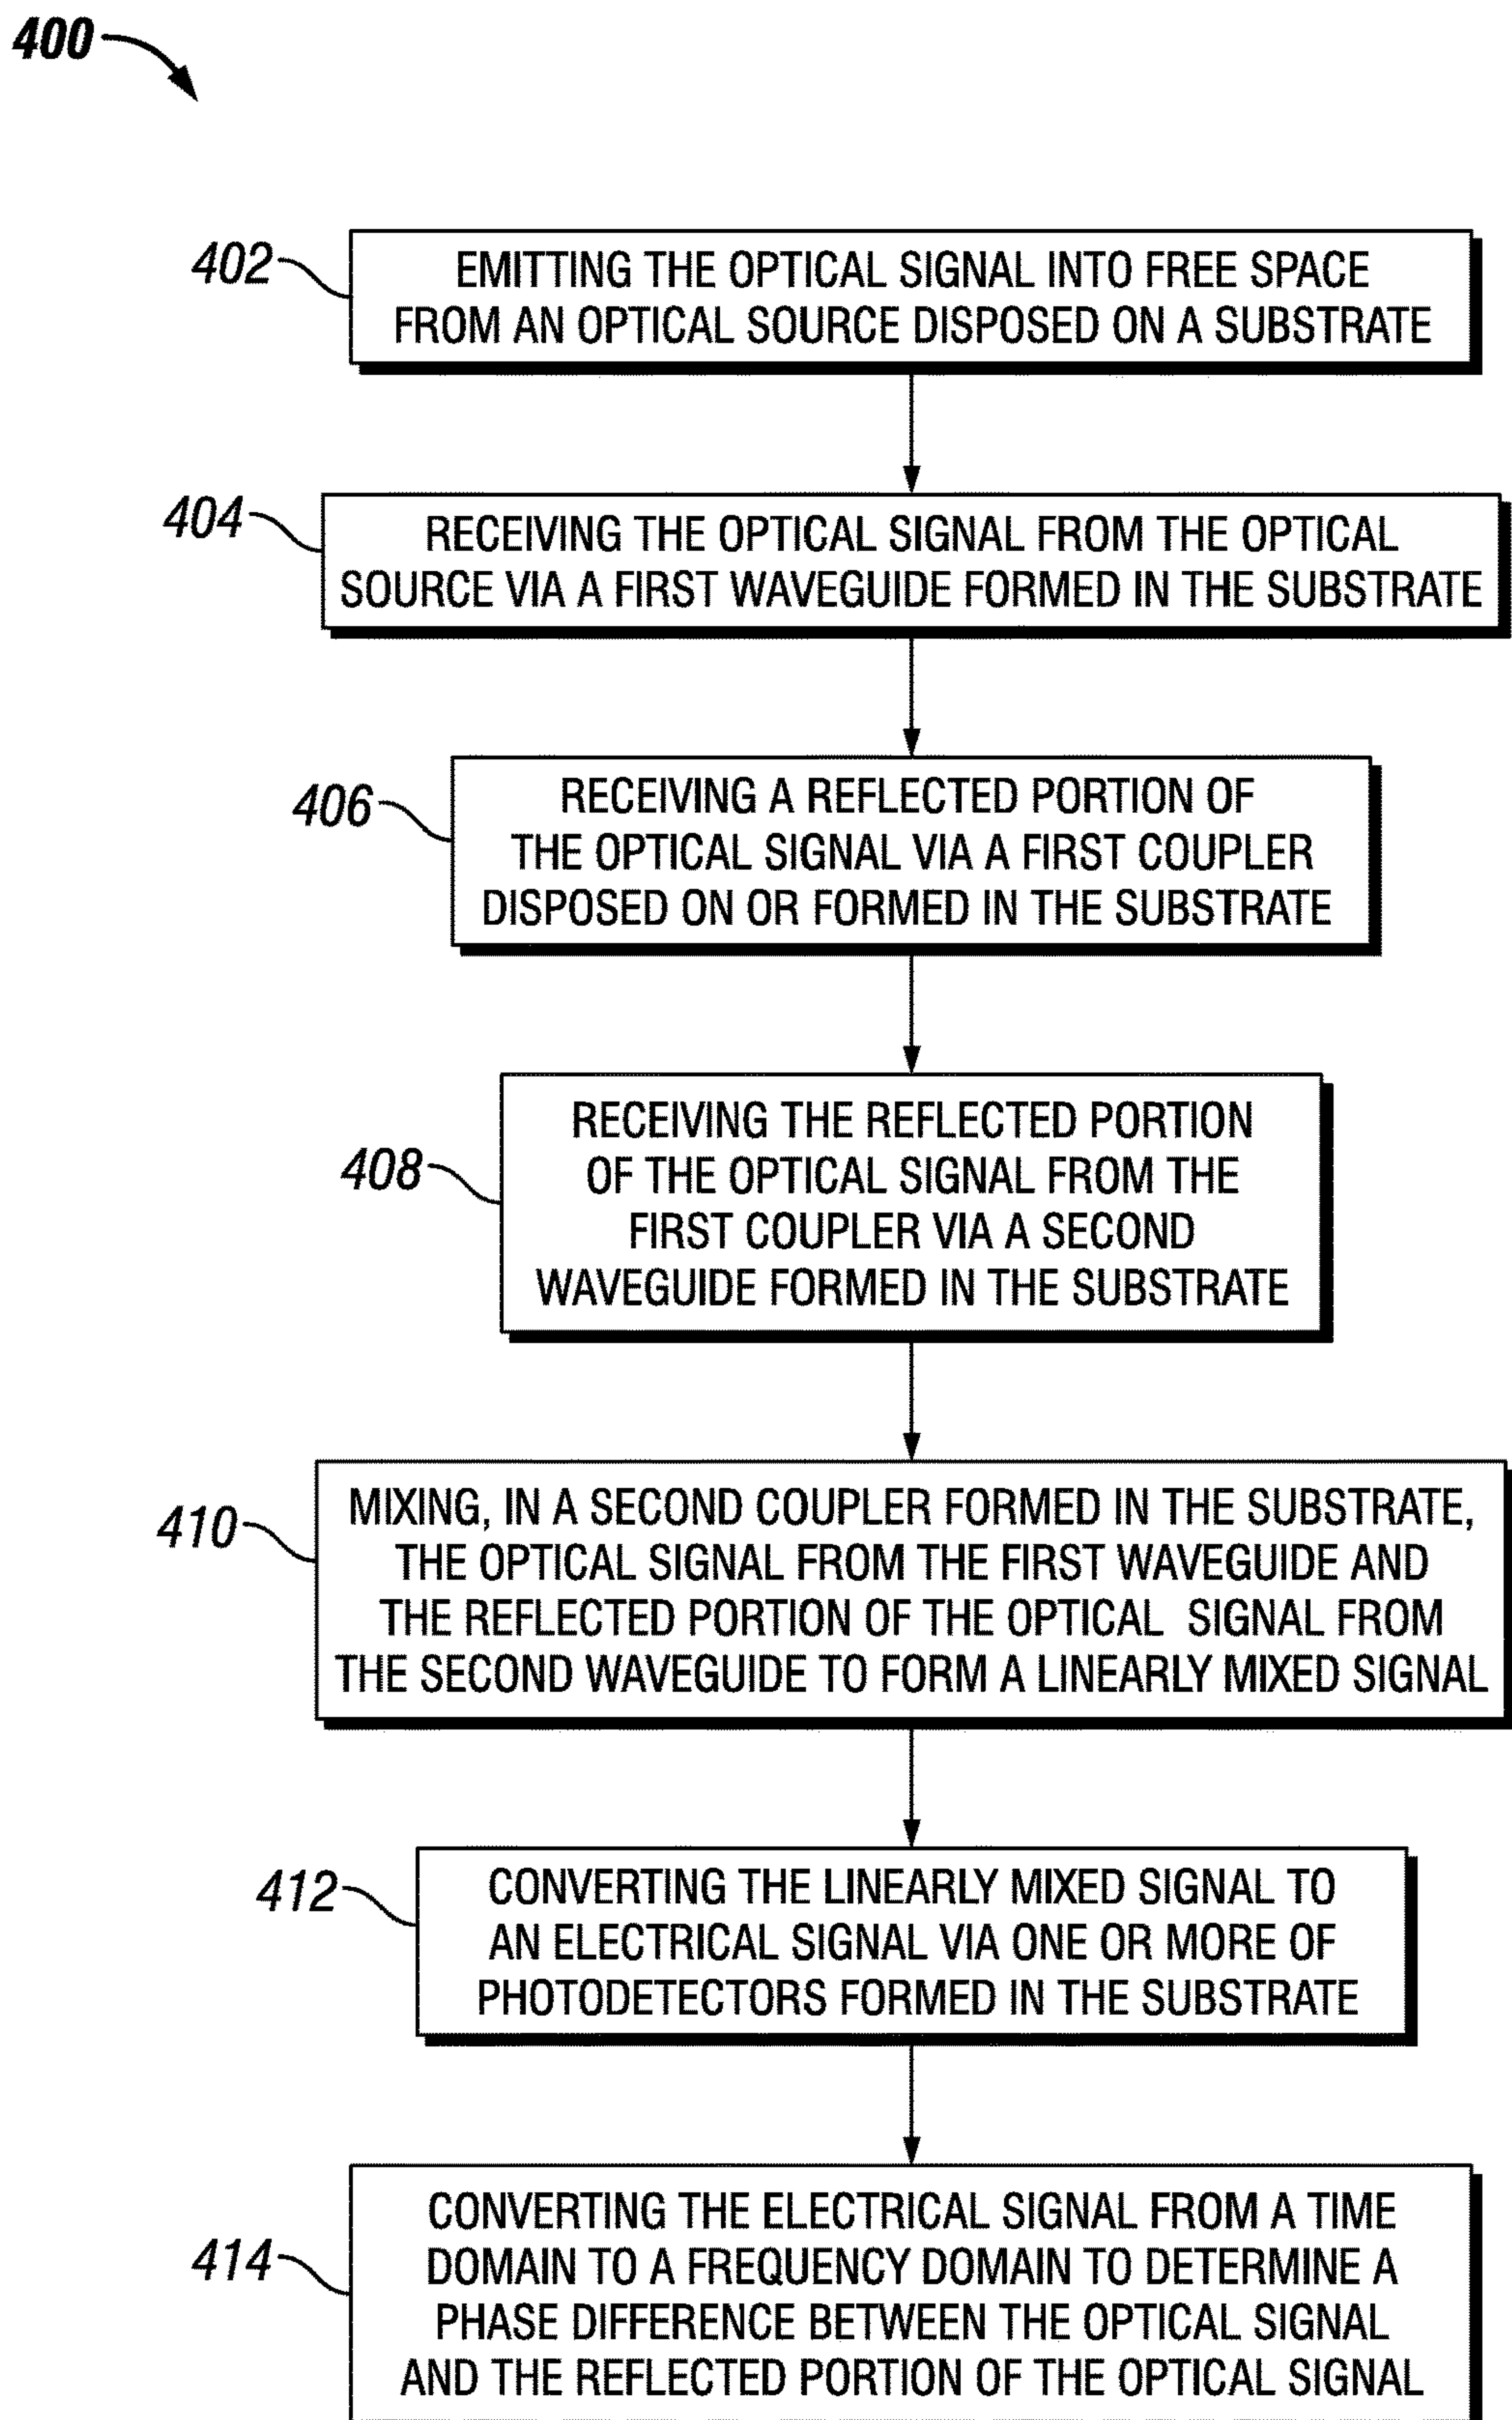 400
402
EMITTING THE OPTICAL SIGNAL INTO FREE SPACE
FROM AN OPTICAL SOURCE DISPOSED ON A SUBSTRATE
404
RECEIVING THE OPTICAL SIGNAL FROM THE OPTICAL
SOURCE VIA A FIRST WAVEGUIDE FORMED IN THE SUBSTRATE
406
RECEIVING A REFLECTED PORTION OF
THE OPTICAL SIGNAL VIA A FIRST COUPLER
DISPOSED ON OR FORMED IN THE SUBSTRATE
408
RECEIVING THE REFLECTED PORTION
OF THE OPTICAL SIGNAL FROM THE
FIRST COUPLER VIA A SECOND
WAVEGUIDE FORMED IN THE SUBSTRATE
410
MIXING, IN A SECOND COUPLER FORMED IN THE SUBSTRATE,
THE OPTICAL SIGNAL FROM THE FIRST WAVEGUIDE AND
THE REFLECTED PORTION OF THE OPTICAL SIGNAL FROM
THE SECOND WAVEGUIDE TO FORM A LINEARLY MIXED SIGNAL
412
CONVERTING THE LINEARLY MIXED SIGNAL TO
AN ELECTRICAL SIGNAL VIA ONE OR MORE OF
PHOTODETECTORS FORMED IN THE SUBSTRATE
414
CONVERTING THE ELECTRICAL SIGNAL FROM A TIME
DOMAIN TO A FREQUENCY DOMAIN TO DETERMINE A
PHASE DIFFERENCE BETWEEN THE OPTICAL SIGNAL
AND THE REFLECTED PORTION OF THE OPTICAL SIGNAL